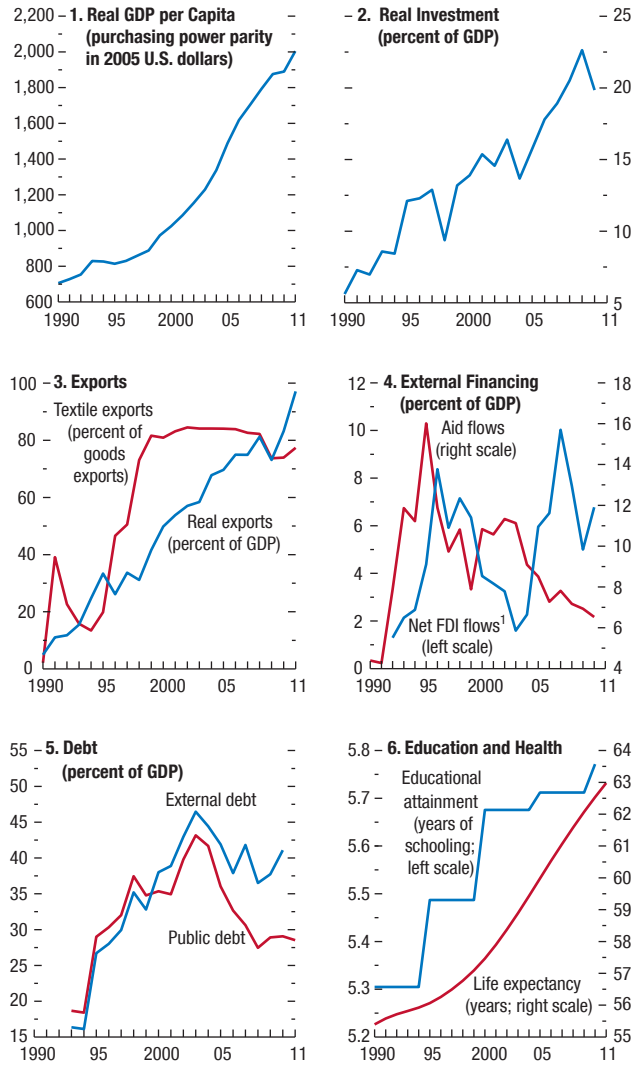 1. Real GDP per Capita
(purchasing power parity
in 2005 U.S. dollars)
2,200
2,000
1,800
1,600
1,400
1,200
1,000
800
600
1990 95 2000 05 11
2. Real Investment
(percent of GDP)
25
20
15
10
5
1990 95 2000 05 11
3. Exports
Textile exports
(percent of
goods
exports)
Real exports
(percent of GDP)
100
80
60
40
20
0
1990 95 2000 05 11
4. External Financing
(percent of GDP)
Aid flows
(right scale)
Net FDI flows¹
(left scale)
12
10
8
6
4
2
0
18
16
14
12
10
8
6
4
1990 95 2000 05 11
5. Debt
(percent of GDP)
External debt
Public debt
55
50
45
40
35
30
25
20
15
1990 95 2000 05 11
6. Education and Health
Educational
attainment
(years of
schooling;
left scale)
Life expectancy
(years; right scale)
5.8
5.7
5.6
5.5
5.4
5.3
5.2
64
63
62
61
60
59
58
57
56
55
1990 95 2000 05 11